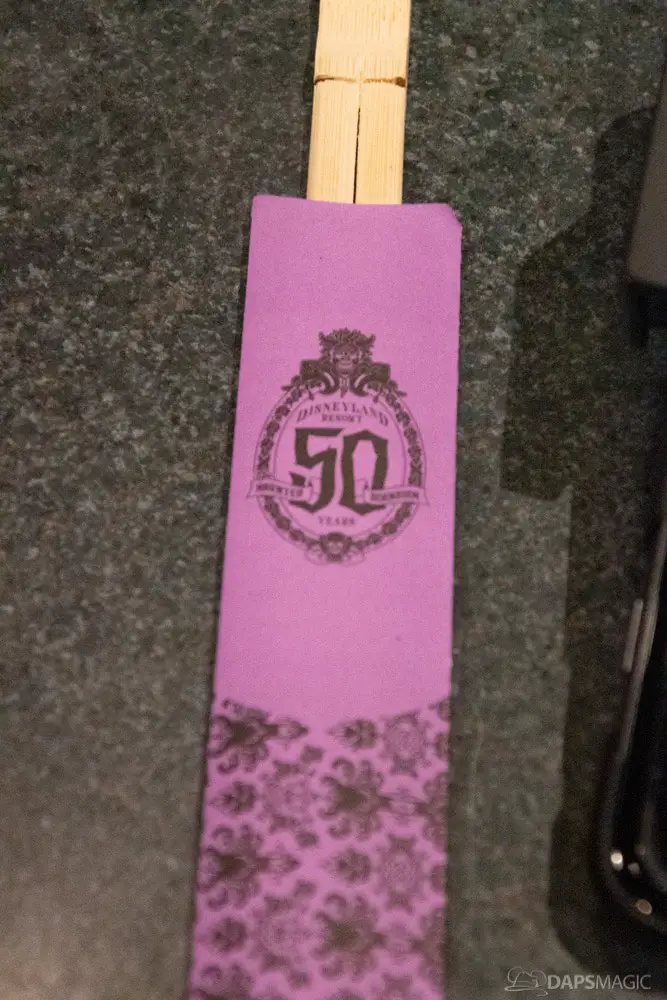 DISNEYLAND
RESORT
50
HAUNTED MANSION
YEARS
DAPSMAGIC